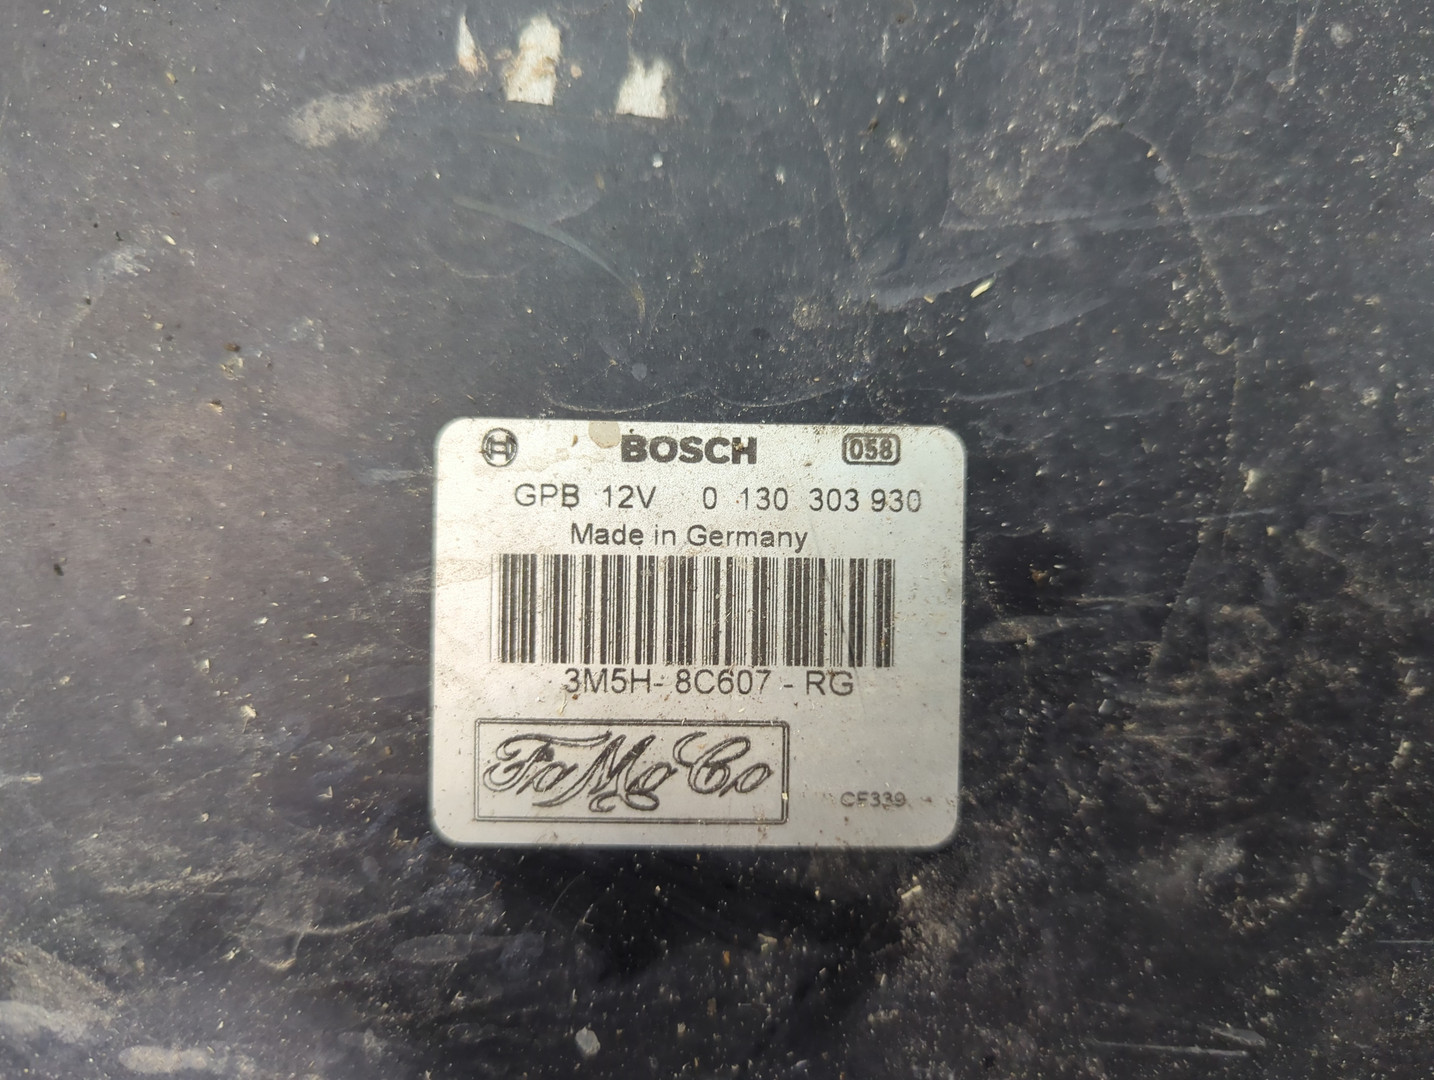 BOSCH 058
GPB 12V 0 130 303 930
Made in Germany
3M5H- 8C607 - RG
FoMoCo
CF339